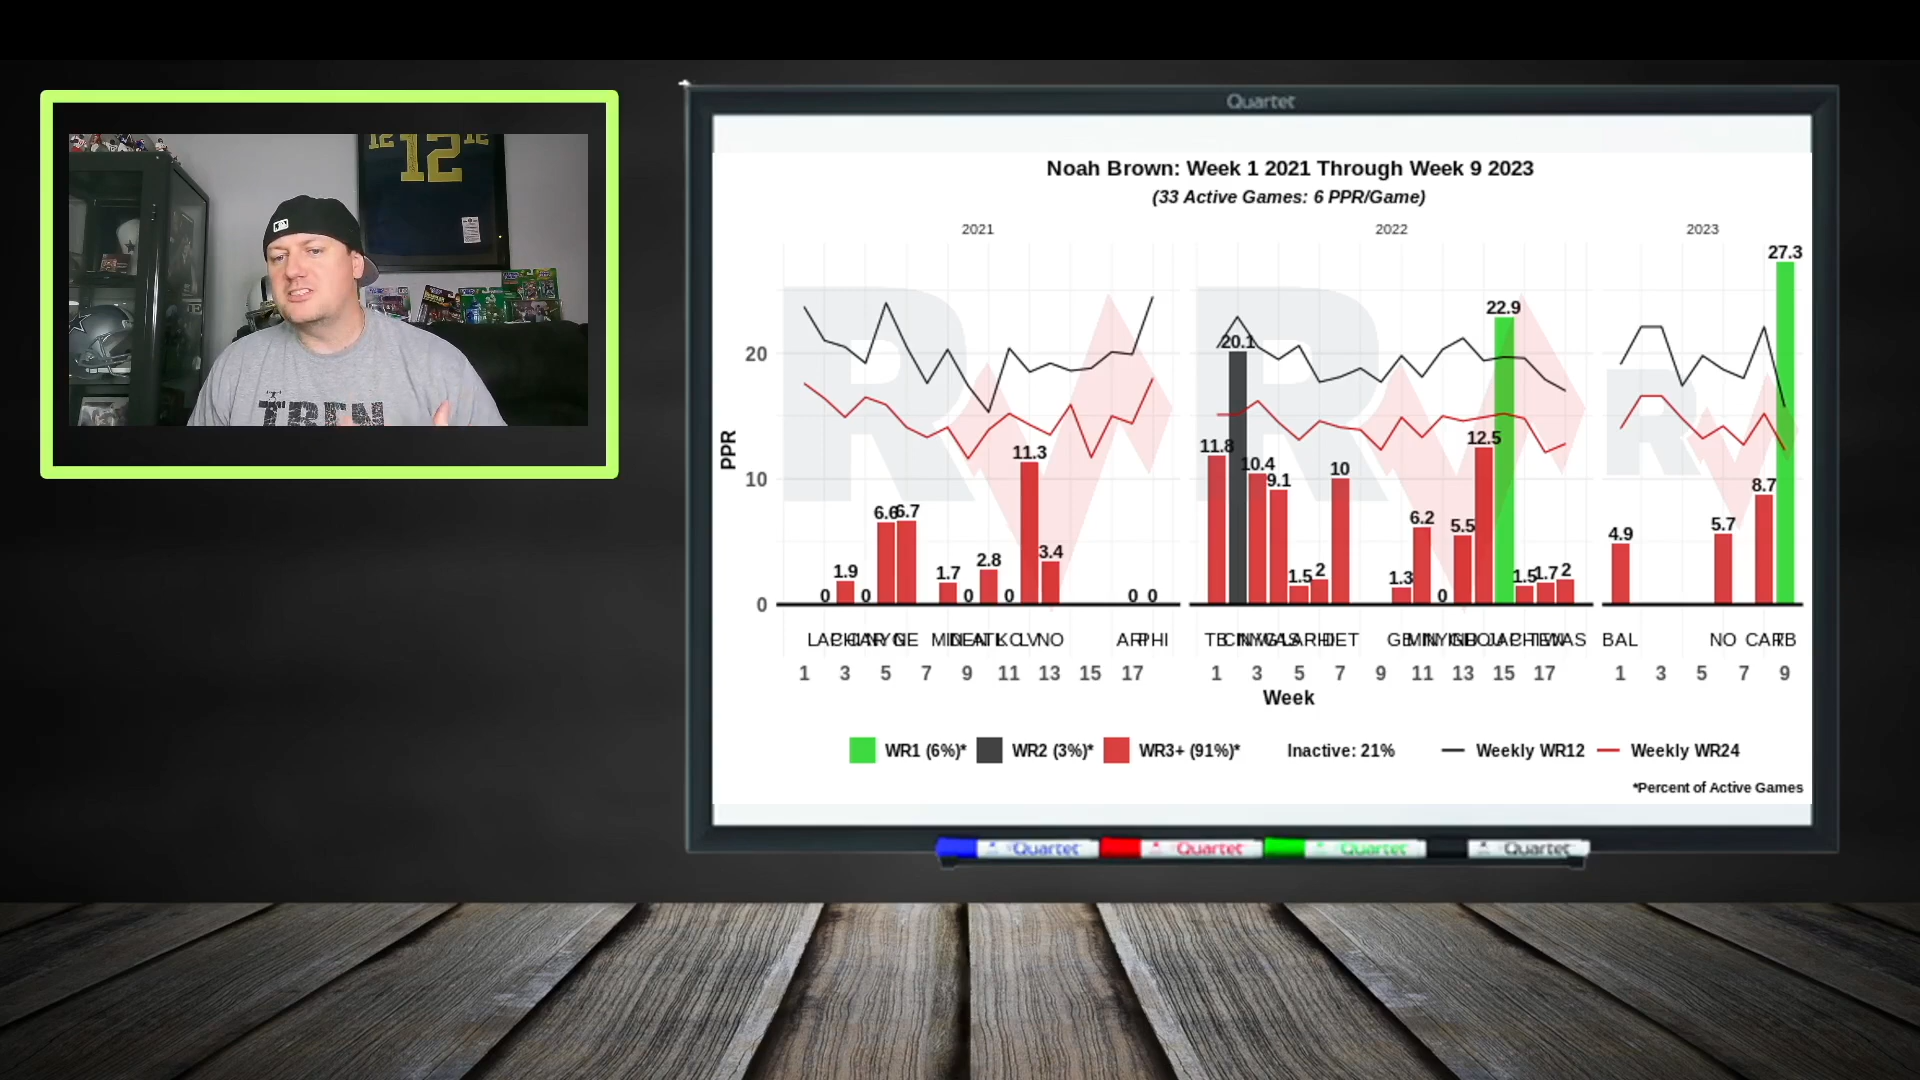 Quartet
12 12 12
Noah Brown: Week 1 2021 Through Week 9 2023
(33 Active Games: 6 PPR/Game)
2021 2022 2023
PPR
20
10
0
0 1.9 0 6.6 6.7 1.7 0 2.8 0 11.3 3.4 0 0
11.8 20.1 10.4 9.1 1.5 2 10 1.3 6.2 0 5.5 12.5 22.9 1.5 1.7 2
4.9 5.7 8.7 27.3
NO PHI
BAL NO CAR TB
1 3 5 7 9 11 13 15 17 1 3 5 7 9 11 13 15 17 1 3 5 7 9
Week
WR1 (6%)* WR2 (3%)* WR3+ (91%)* Inactive: 21% Weekly WR12 Weekly WR24
*Percent of Active Games
Quartet Quartet Quartet Quartet